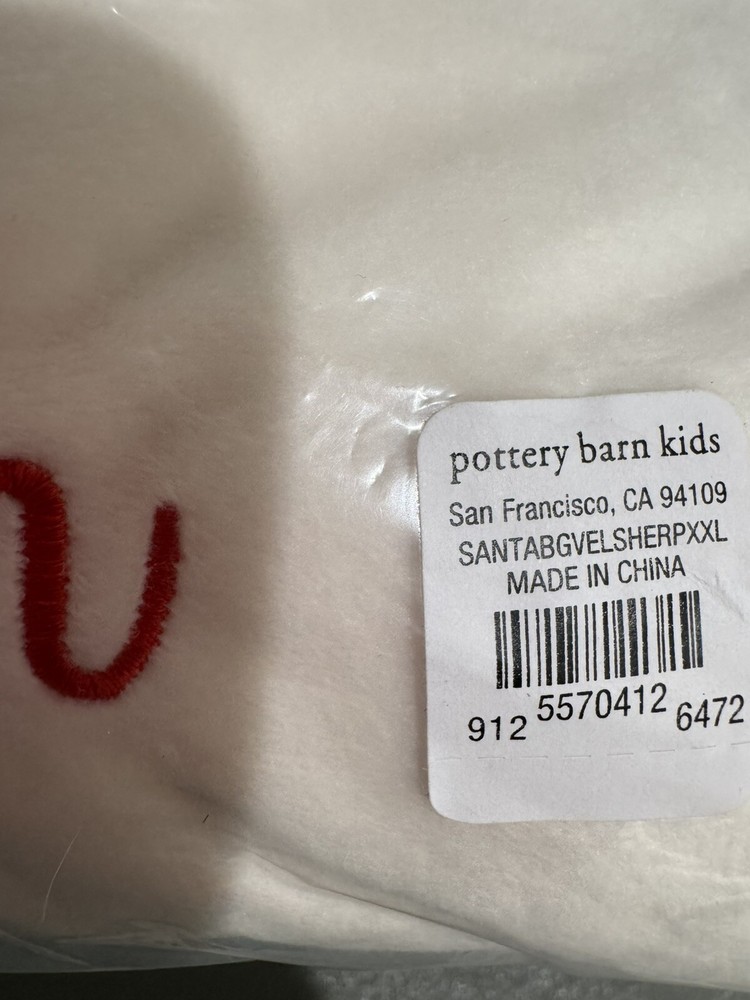 pottery barn kids
San Francisco, CA 94109
SANTABGVELSHERPXXL
MADE IN CHINA
912 5570412 6472